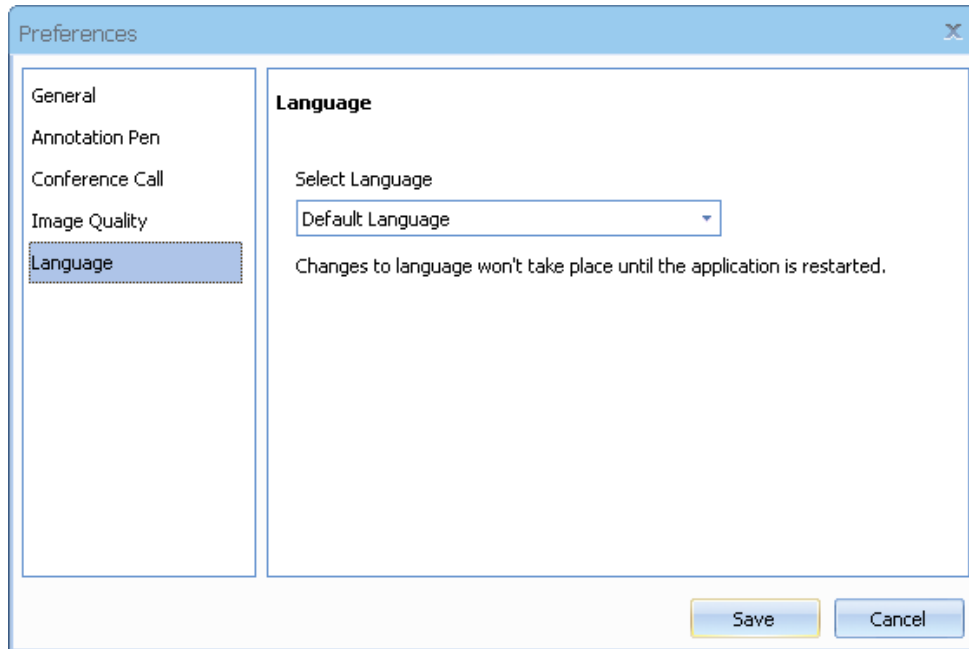 Preferences
General
Annotation Pen
Conference Call
Image Quality
Language
Language
Select Language
Default Language
Changes to language won't take place until the application is restarted.
Save
Cancel